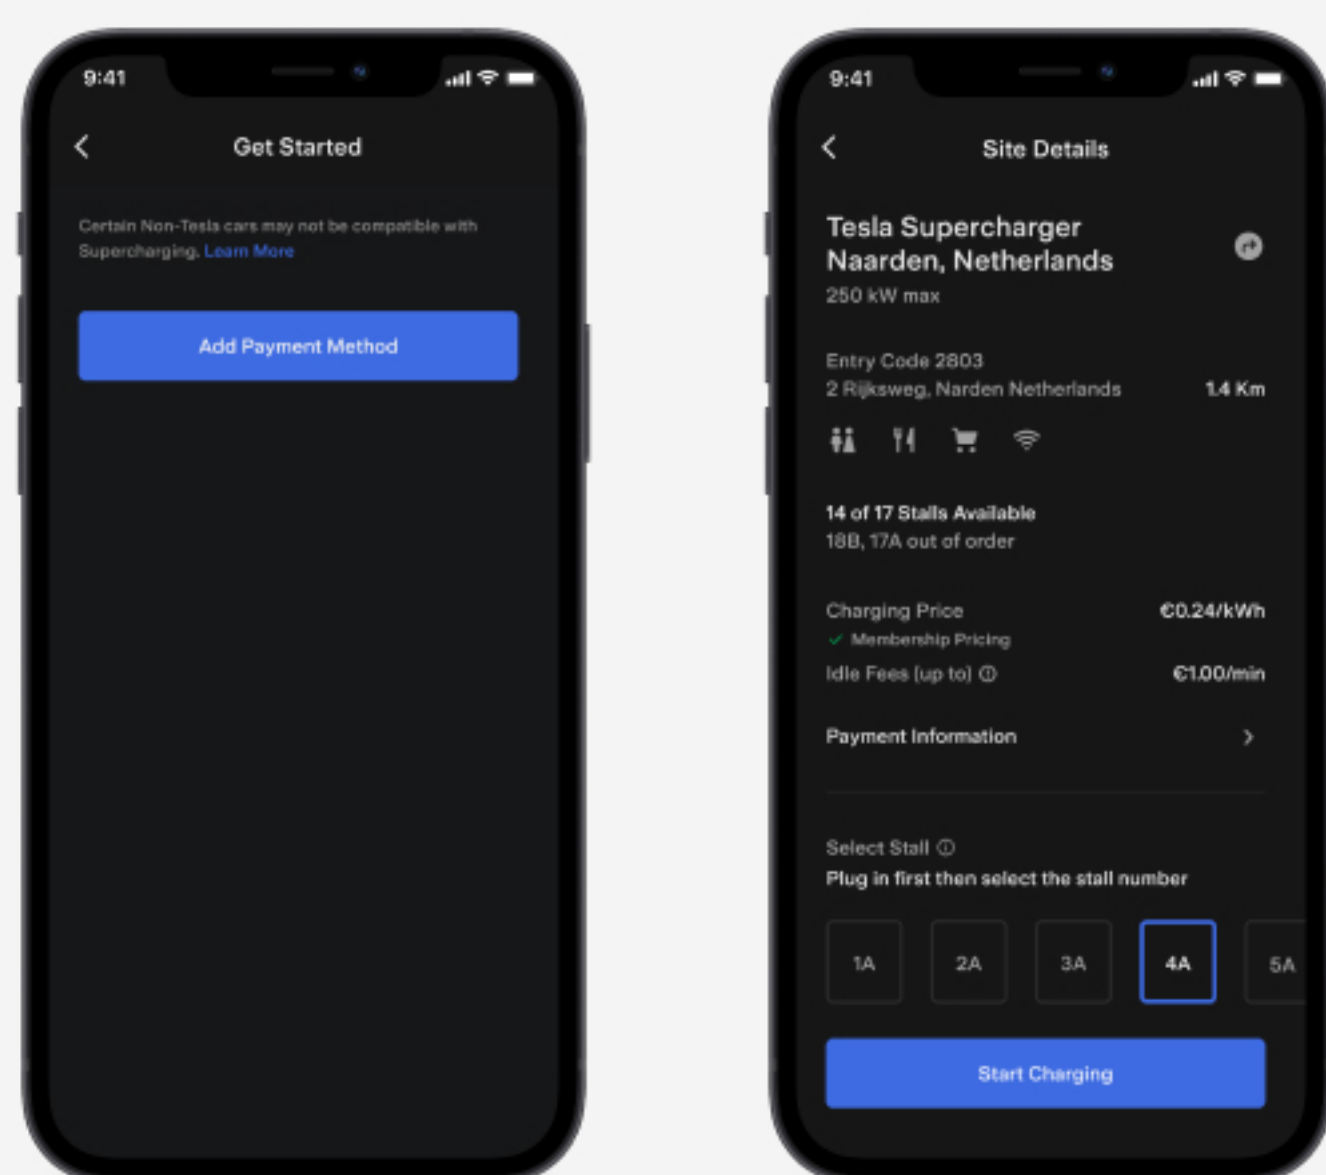 9:41
Get Started
Certain Non-Tesla cars may not be compatible with
Supercharging. Learn More
Add Payment Method
9:41
Site Details
Tesla Supercharger
Naarden, Netherlands
250 kW max
Entry Code 2803
2 Rijksweg, Narden Netherlands 1.4 Km
14 of 17 Stalls Available
18B, 17A out of order
Charging Price €0.24/kWh
Membership Pricing
Idle Fees (up to) €1.00/min
Payment Information
Select Stall
Plug in first then select the stall number
1A 2A 3A 4A 5A
Start Charging